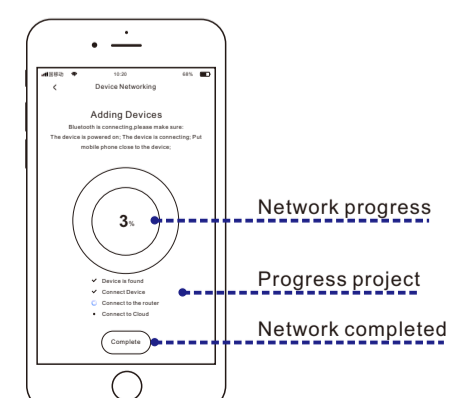 10:20
68%
Device Networking
Adding Devices
Bluetooth is connecting,please make sure:
The device is powered on; The device is connecting; Put
mobile phone close to the device;
3%
Network progress
Device is found
Connect Device
Progress project
Connect to the router
Connect to Cloud
Network completed
Complete